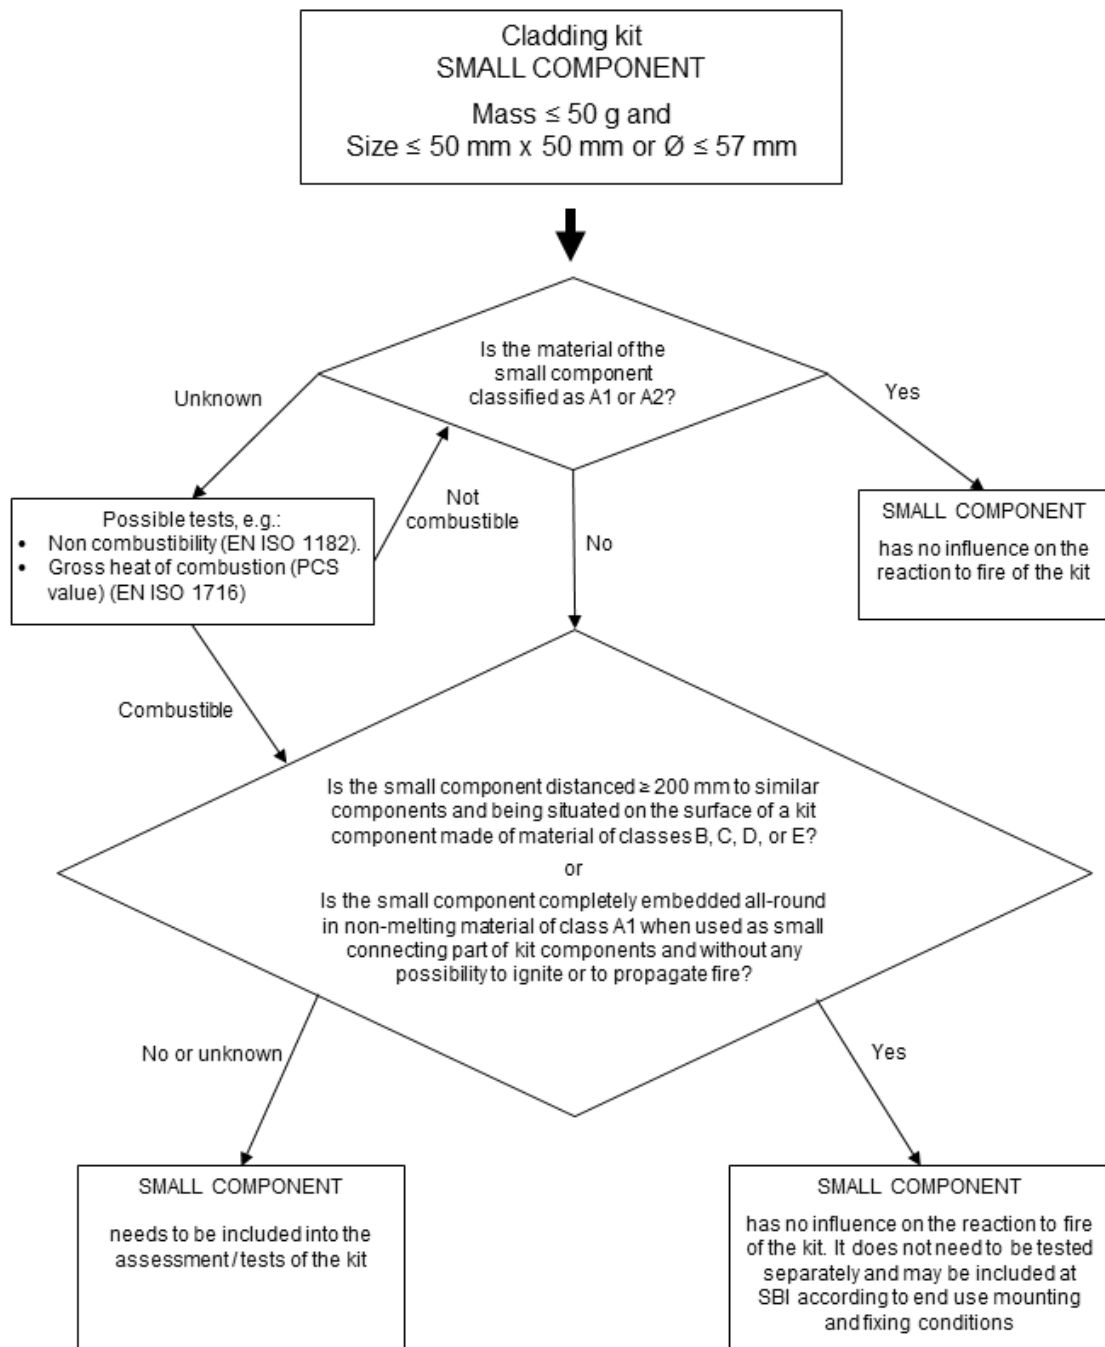 Cladding kit
SMALL COMPONENT
Mass ≤ 50 g and
Size ≤ 50 mm x 50 mm or Ø ≤ 57 mm
Is the material of the
small component
classified as A1 or A2?
Unknown
Yes
Possible tests, e.g.:
• Non combustibility (EN ISO 1182).
• Gross heat of combustion (PCS
value) (EN ISO 1716)
Not
combustible
No
SMALL COMPONENT
has no influence on the
reaction to fire of the kit
Combustible
Is the small component distanced ≥ 200 mm to similar
components and being situated on the surface of a kit
component made of material of classes B, C, D, or E?
or
Is the small component completely embedded all-round
in non-melting material of class A1 when used as small
connecting part of kit components and without any
possibility to ignite or to propagate fire?
No or unknown
Yes
SMALL COMPONENT
needs to be included into the
assessment / tests of the kit
SMALL COMPONENT
has no influence on the reaction to fire
of the kit. It does not need to be tested
separately and may be included at
SBI according to end use mounting
and fixing conditions